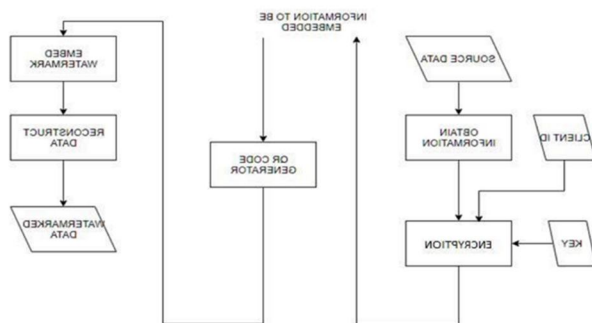 INFORMATION TO BE
EMBEDDED
EMBED
WATERMARK
SOURCE DATA
RECONSTRUCT
DATA
OBTAIN
INFORMATION
CLIENT ID
QR CODE
GENERATOR
WATERMARKED
DATA
ENCRYPTION
KEY